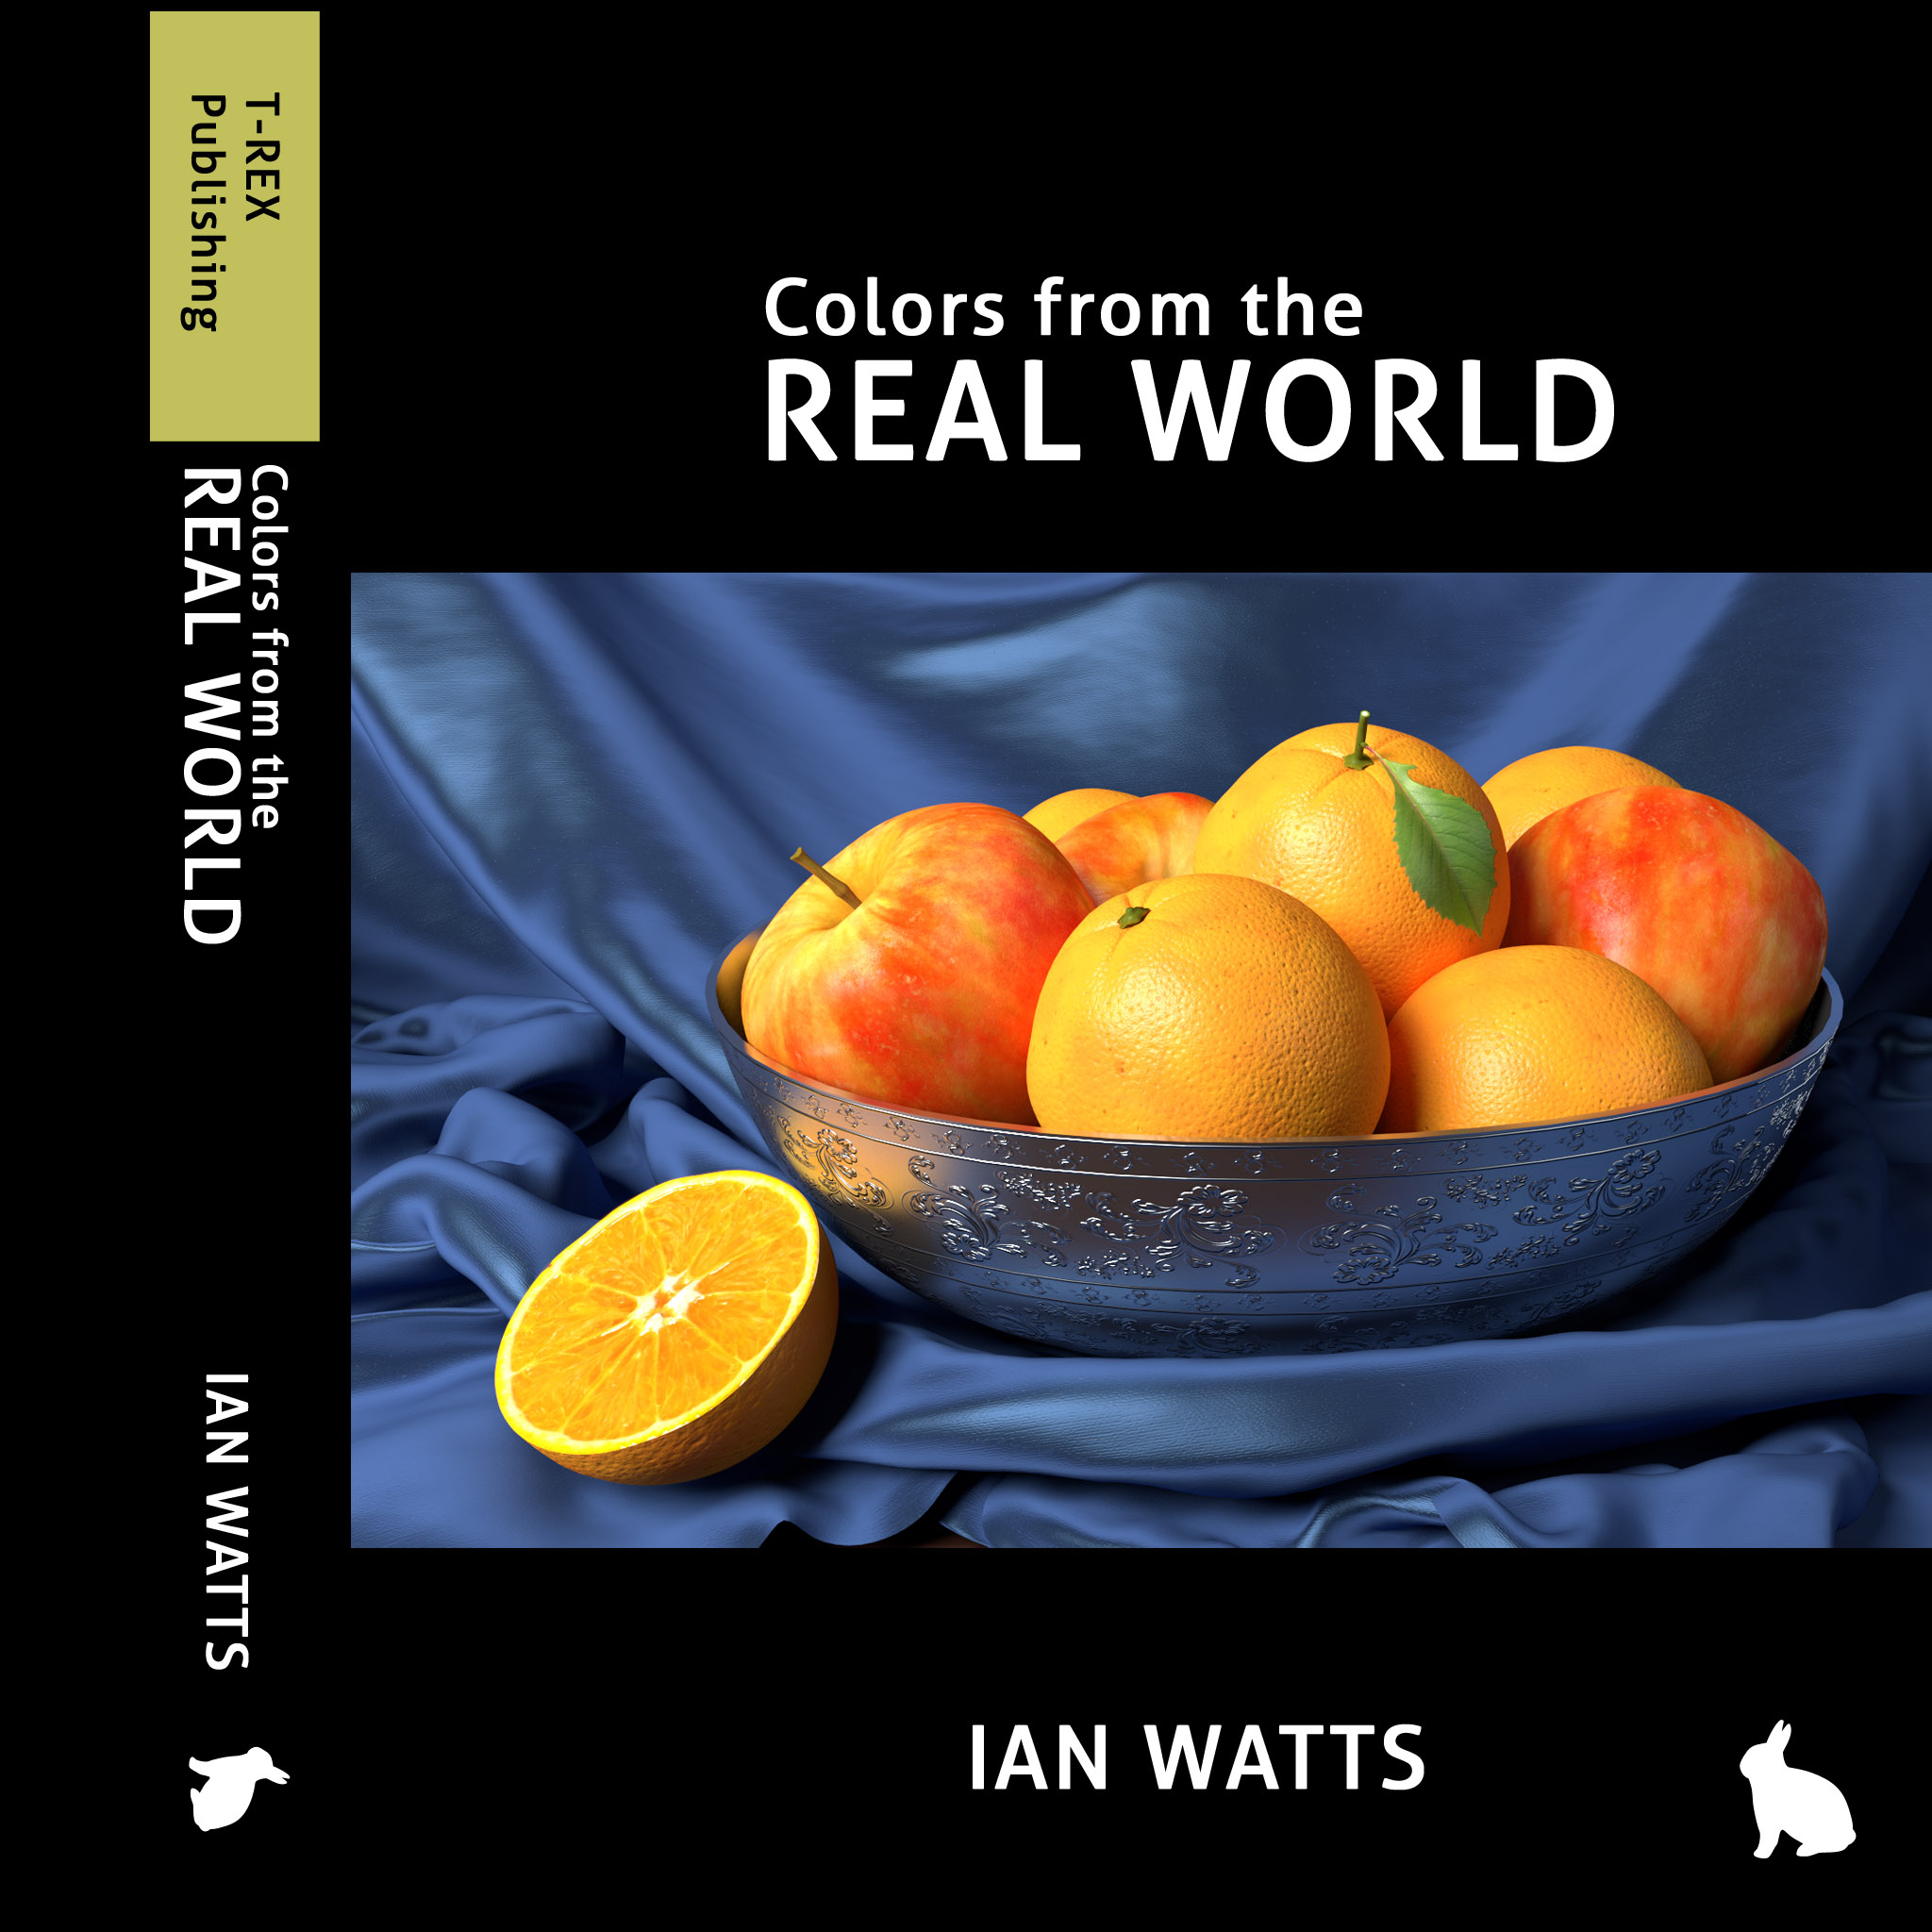 T-REX
Publishing
Colors from the
REAL WORLD
IAN WATTS
Colors from the
REAL WORLD
IAN WATTS